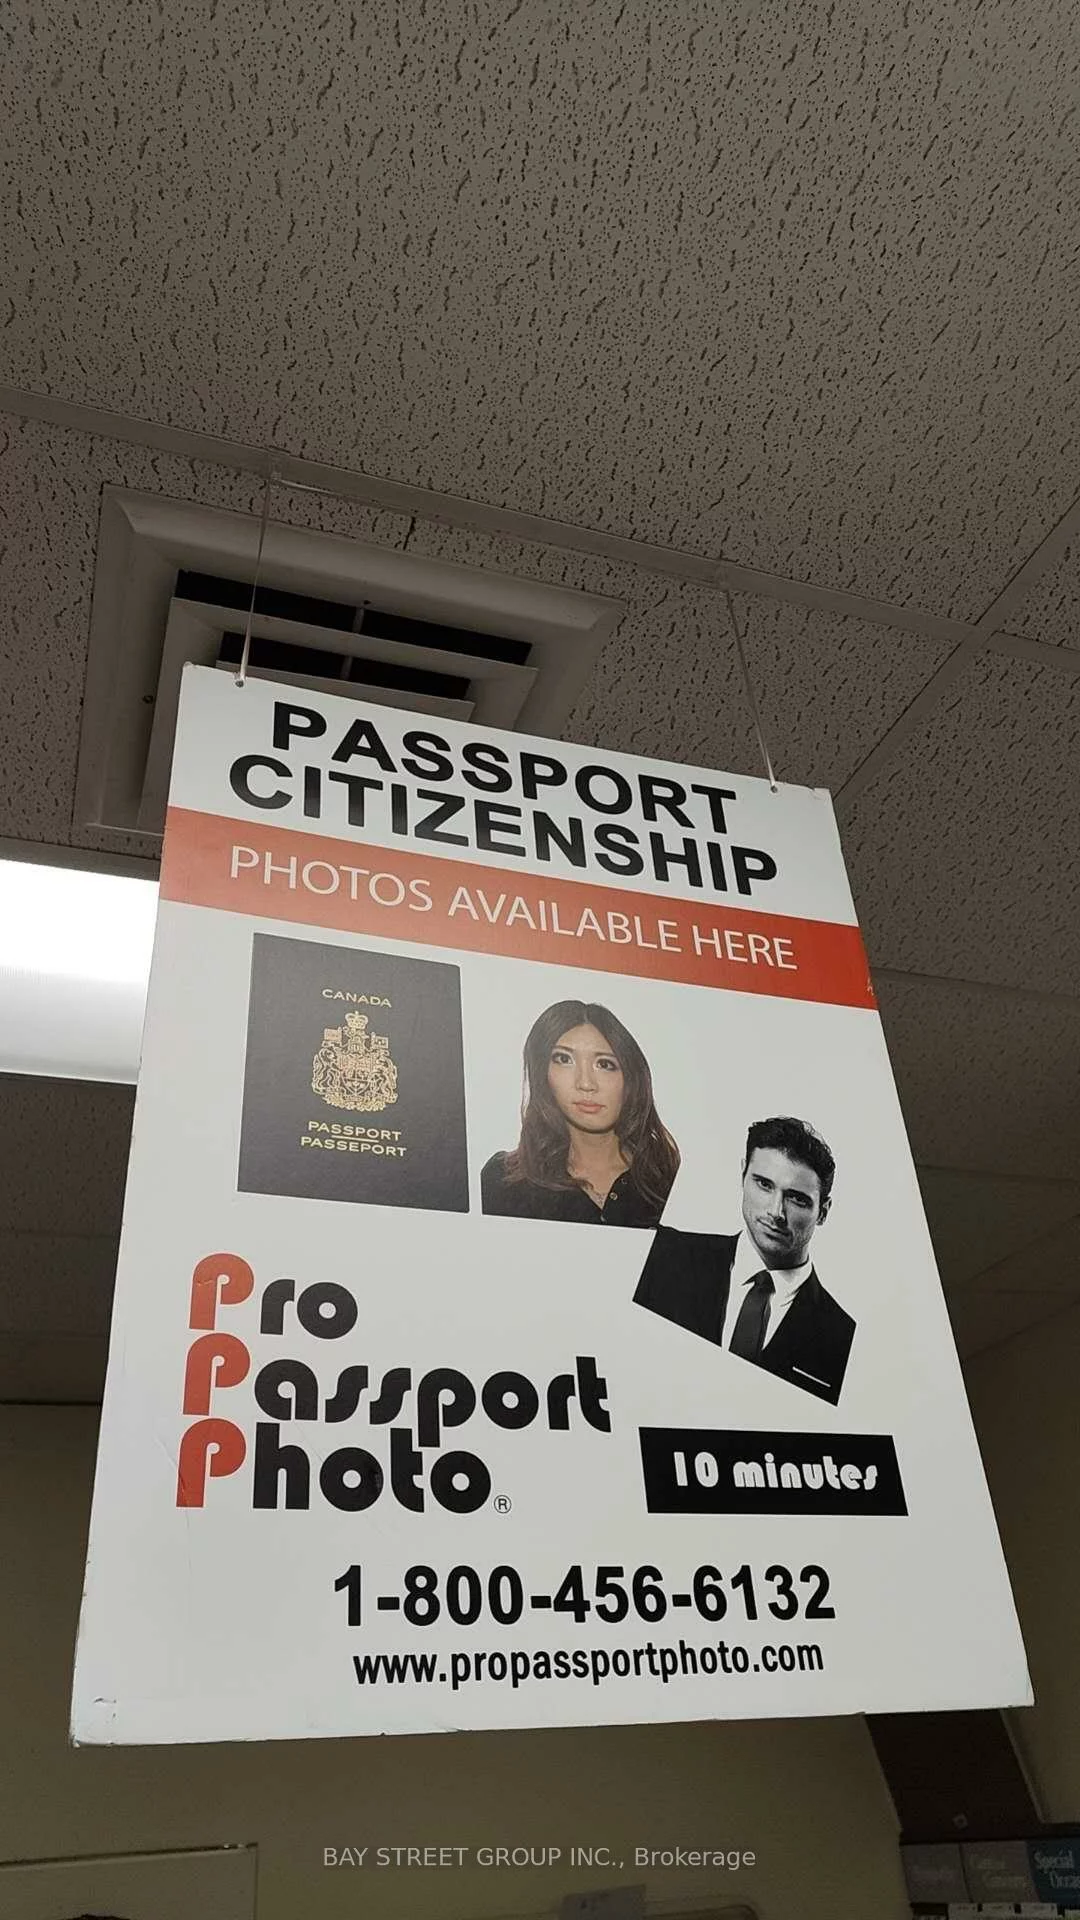 PASSPORT
CITIZENSHIP
PHOTOS AVAILABLE HERE
CANADA
PASSPORT
PASSEPORT
Pro
Passport
Photo®
10 minutes
1-800-456-6132
www.propassportphoto.com
BAY STREET GROUP INC., Brokerage
Special